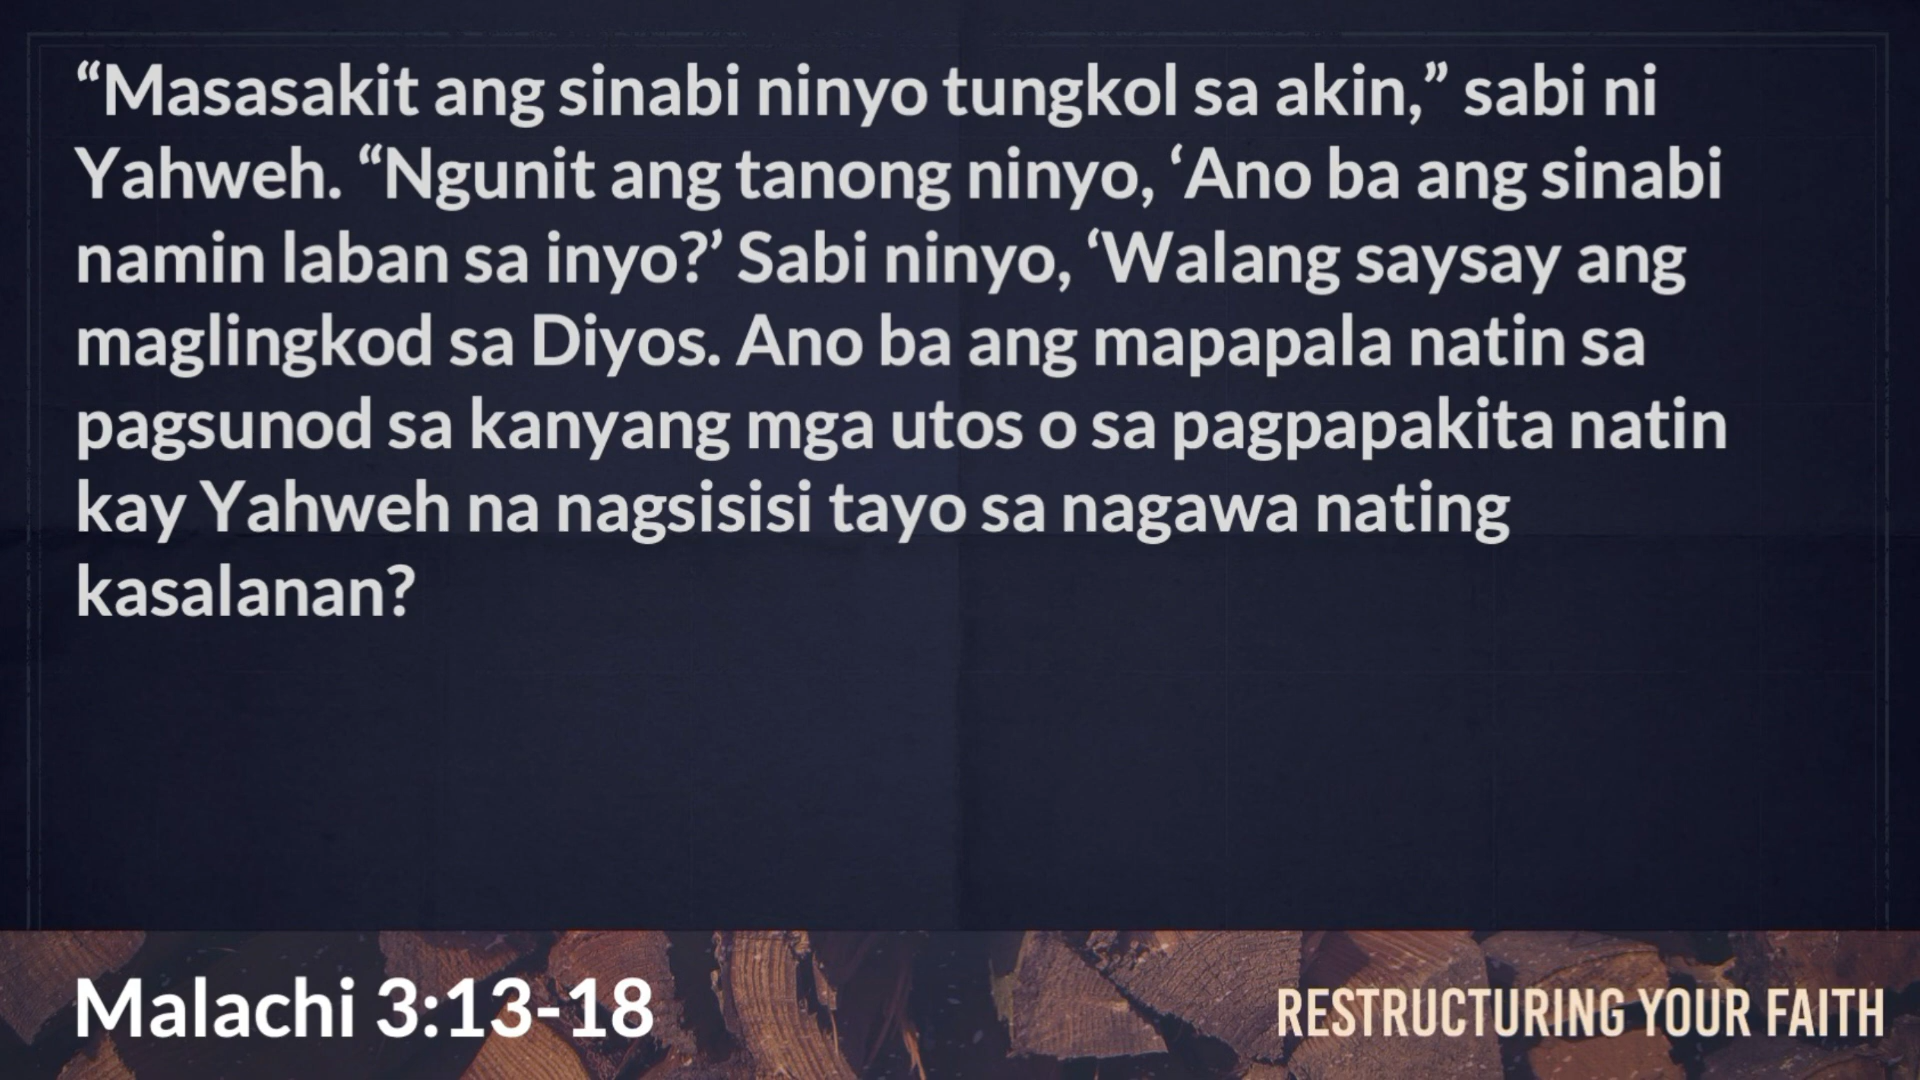 “Masasakit ang sinabi ninyo tungkol sa akin,” sabi ni
Yahweh. “Ngunit ang tanong ninyo, ‘Ano ba ang sinabi
namin laban sa inyo?’ Sabi ninyo, ‘Walang saysay ang
maglingkod sa Diyos. Ano ba ang mapapala natin sa
pagsunod sa kanyang mga utos o sa pagpapakita natin
kay Yahweh na nagsisisi tayo sa nagawa nating
kasalanan?
Malachi 3:13-18
RESTRUCTURING YOUR FAITH